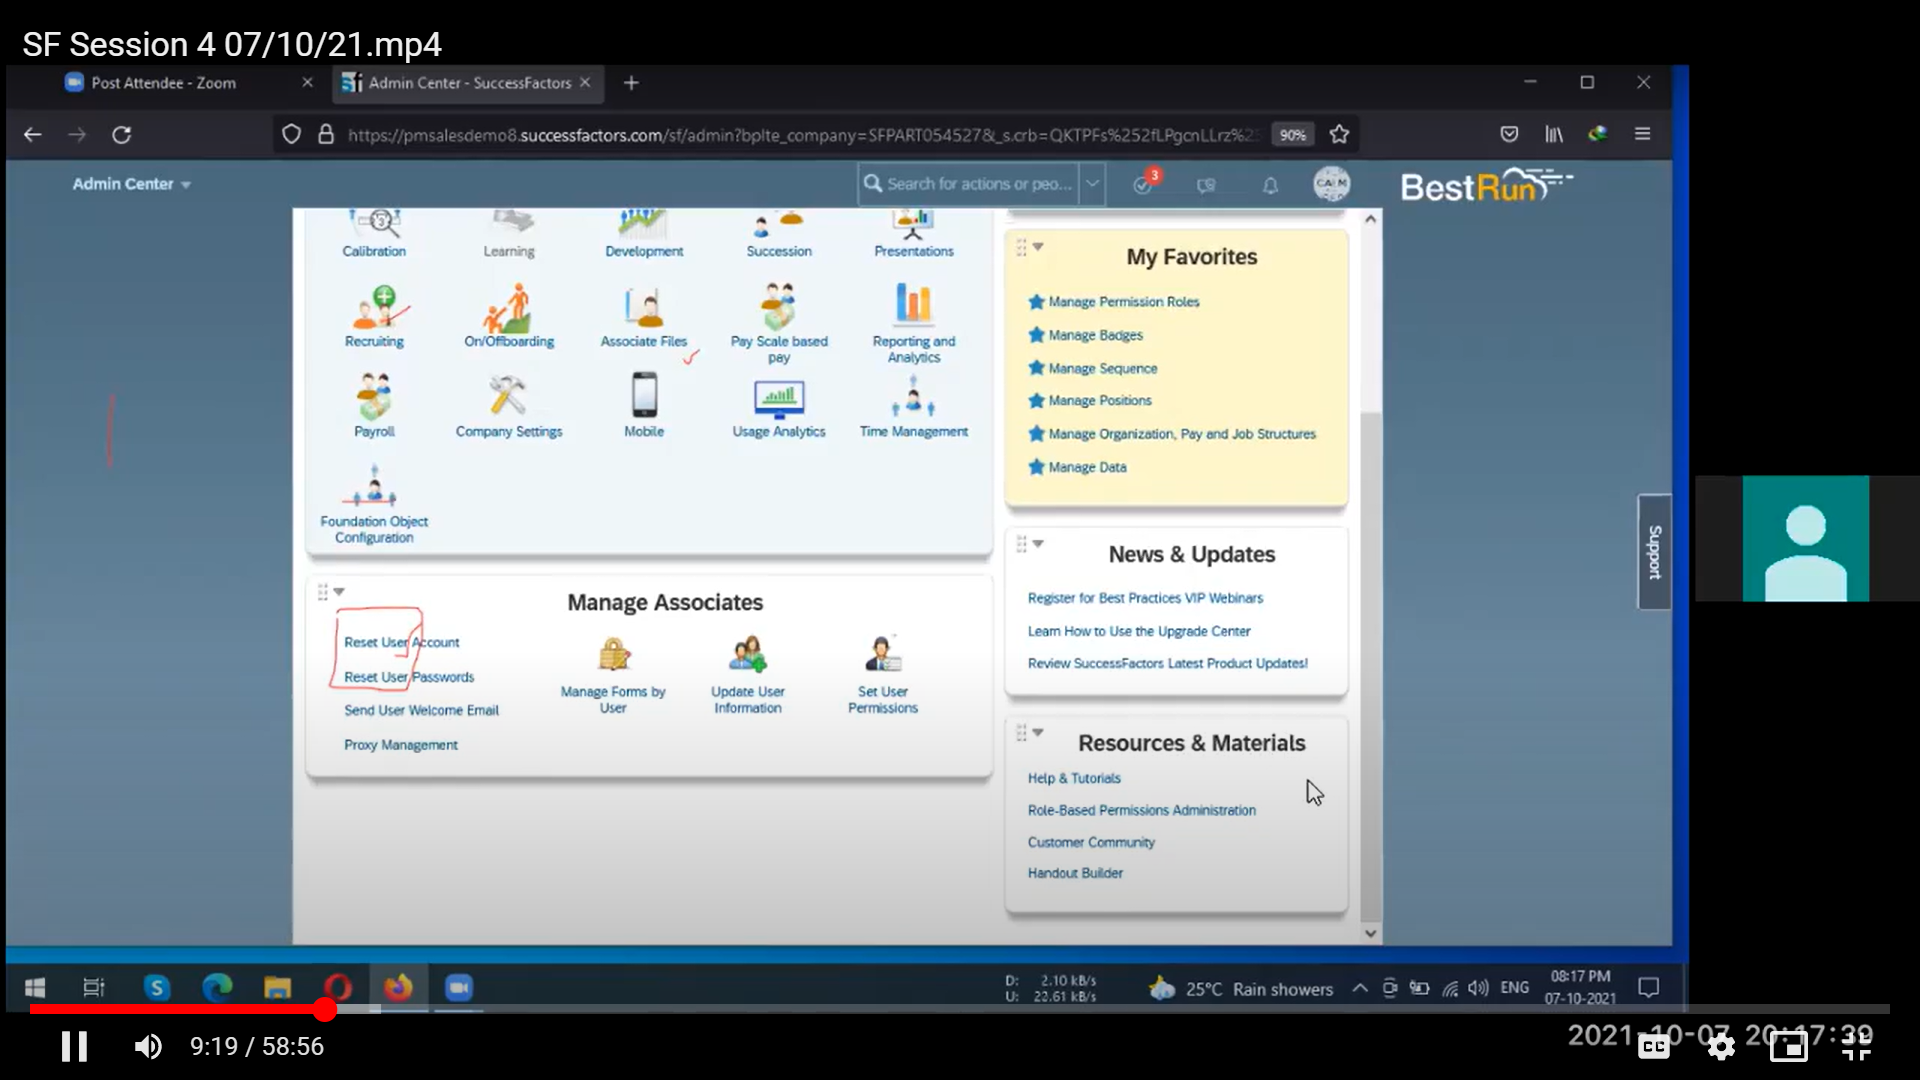 SF Session 4 07/10/21.mp4
Post Attendee - Zoom
Admin Center - SuccessFactors
https://pmsalesdemo8.successfactors.com/sf/admin?bplte_company=SFPART054527&_s.crb=QKTPFs%252fLPgcnLLrz%25
90%
Admin Center
Search for actions or peo...
3
BestRun
Calibration
Learning
Development
Succession
Presentations
Recruiting
On/Offboarding
Associate Files
Pay Scale based
pay
Reporting and
Analytics
Payroll
Company Settings
Mobile
Usage Analytics
Time Management
Foundation Object
Configuration
Manage Associates
Reset User Account
Reset User Passwords
Send User Welcome Email
Proxy Management
Manage Forms by
User
Update User
Information
Set User
Permissions
My Favorites
Manage Permission Roles
Manage Badges
Manage Sequence
Manage Positions
Manage Organization, Pay and Job Structures
Manage Data
News & Updates
Register for Best Practices VIP Webinars
Learn How to Use the Upgrade Center
Review SuccessFactors Latest Product Updates!
Resources & Materials
Help & Tutorials
Role-Based Permissions Administration
Customer Community
Handout Builder
Support
D: 2.10 kB/s
U: 22.61 kB/s
25°C Rain showers
ENG
08:17 PM
07-10-2021
9:19 / 58:56
2021-10-07 20:17:39
CC